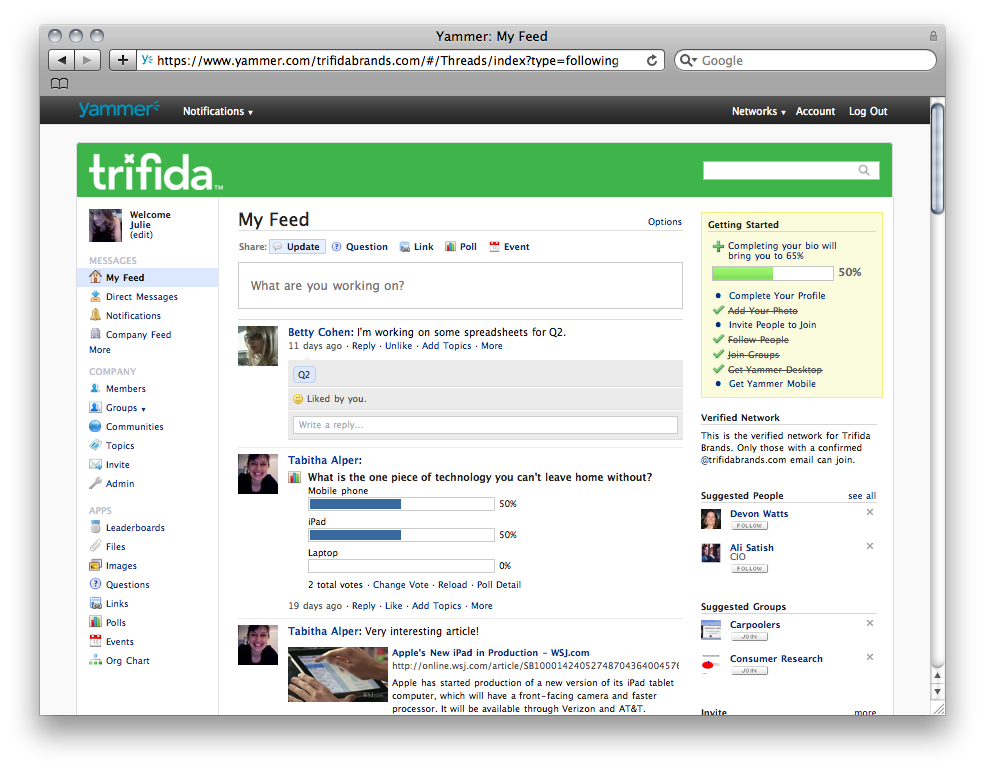 Yammer: My Feed
https://www.yammer.com/trifidabrands.com/#/Threads/index?type=following
Google
yammer
Notifications
Networks
Account
Log Out
trifida™
Welcome
Julie
(edit)
MESSAGES
My Feed
Direct Messages
Notifications
Company Feed
More
COMPANY
Members
Groups
Communities
Topics
Invite
Admin
APPS
Leaderboards
Files
Images
Questions
Links
Polls
Events
Org Chart
My Feed
Options
Share: Update Question Link Poll Event
What are you working on?
Betty Cohen: I'm working on some spreadsheets for Q2.
11 days ago · Reply · Unlike · Add Topics · More
Q2
Liked by you.
Write a reply...
Tabitha Alper:
What is the one piece of technology you can't leave home without?
Mobile phone
50%
iPad
50%
Laptop
0%
2 total votes · Change Vote · Reload · Poll Detail
19 days ago · Reply · Like · Add Topics · More
Tabitha Alper: Very interesting article!
WSJ.com
Apple's New iPad in Production – WSJ.com
http://online.wsj.com/article/SB10001424052748704364004576
Apple has started production of a new version of its iPad tablet
computer, which will have a front-facing camera and faster
processor. It will be available through Verizon and AT&T.
Getting Started
Completing your bio will
bring you to 65%
50%
Complete Your Profile
Add Your Photo
Invite People to Join
Follow People
Join Groups
Get Yammer Desktop
Get Yammer Mobile
Verified Network
This is the verified network for Trifida
Brands. Only those with a confirmed
@trifidabrands.com email can join.
Suggested People
see all
Devon Watts
FOLLOW
Ali Satish
CIO
FOLLOW
Suggested Groups
Carpoolers
JOIN
Consumer Research
JOIN
Invite
more